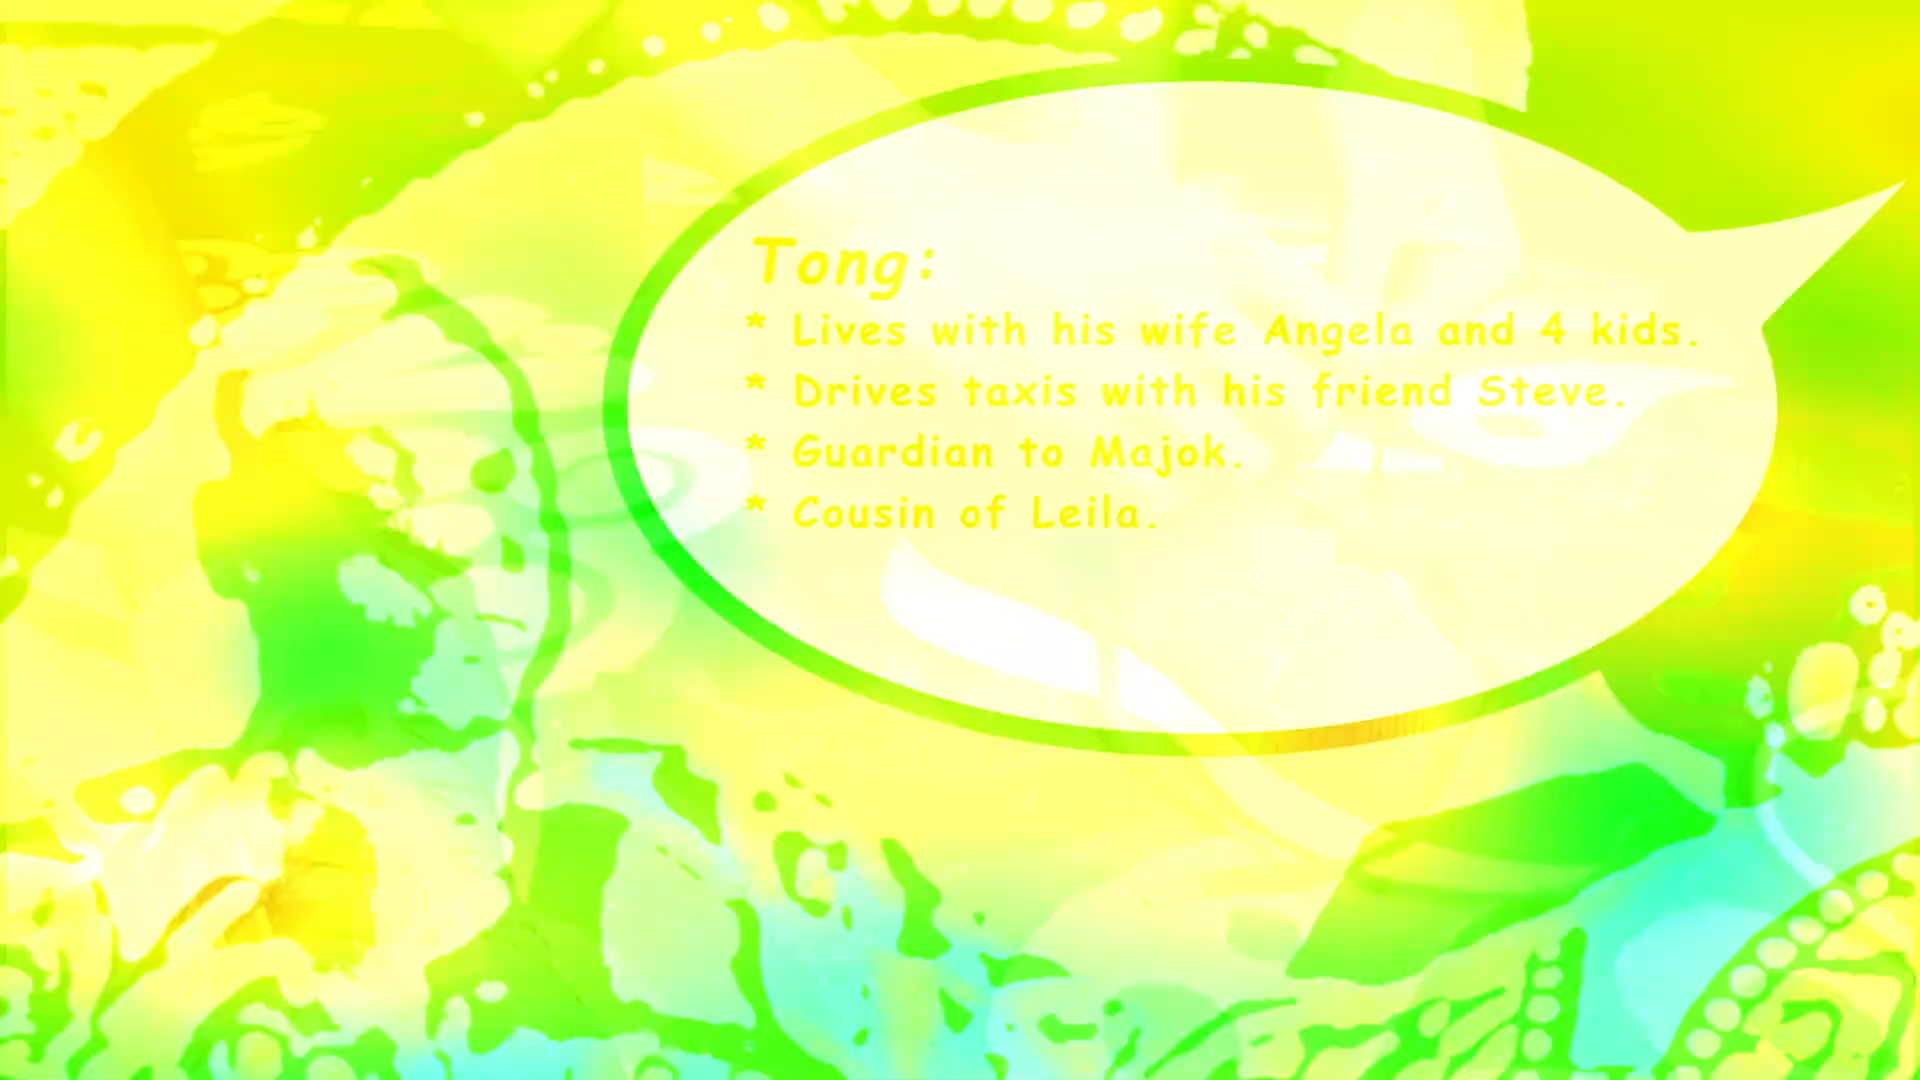 Tong:
* Lives with his wife Angela and 4 kids.
* Drives taxis with his friend Steve.
* Guardian to Majok.
* Cousin of Leila.